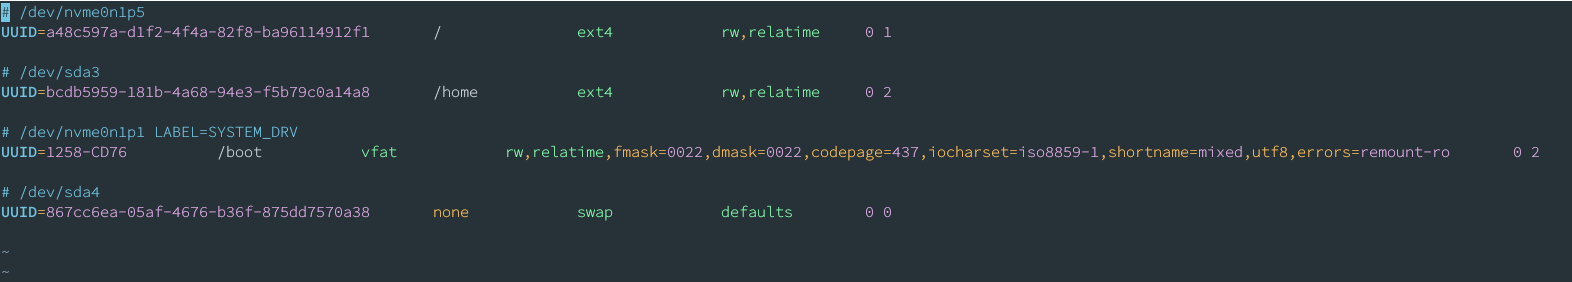 # /dev/nvme0n1p5
UUID=a48c597a-d1f2-4f4a-82f8-ba96114912f1 / ext4 rw,relatime 0 1
# /dev/sda3
UUID=bcdb5959-181b-4a68-94e3-f5b79c0a14a8 /home ext4 rw,relatime 0 2
# /dev/nvme0n1p1 LABEL=SYSTEM_DRV
UUID=1258-CD76 /boot vfat rw,relatime,fmask=0022,dmask=0022,codepage=437,iocharset=iso8859-1,shortname=mixed,utf8,errors=remount-ro 0 2
# /dev/sda4
UUID=867cc6ea-05af-4676-b36f-875dd7570a38 none swap defaults 0 0
~
~